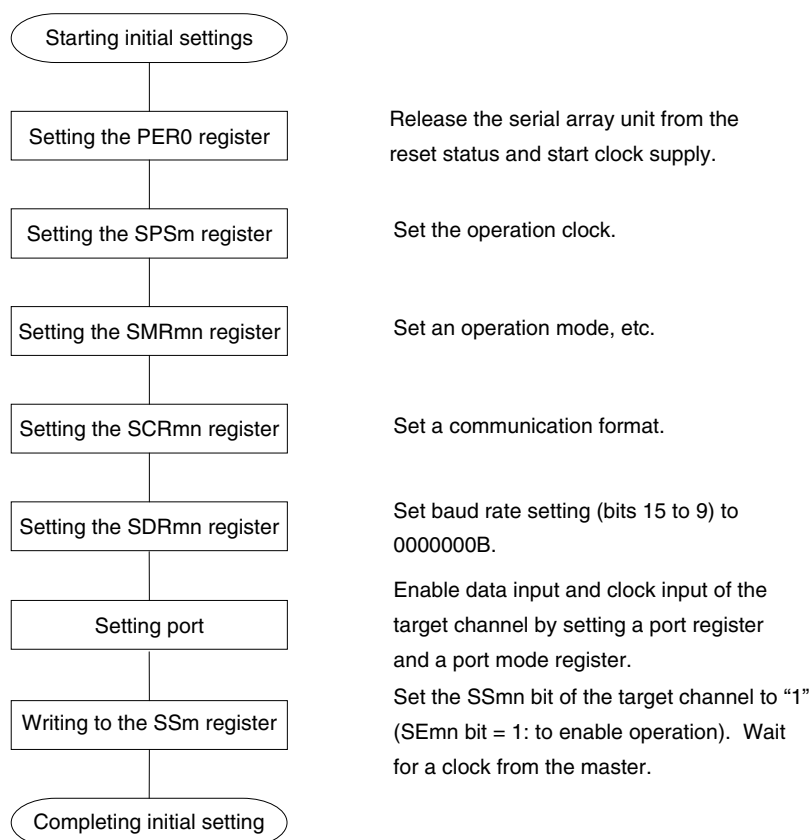 Starting initial settings
Setting the PER0 register
Release the serial array unit from the
reset status and start clock supply.
Setting the SPSm register
Set the operation clock.
Setting the SMRmn register
Set an operation mode, etc.
Setting the SCRmn register
Set a communication format.
Setting the SDRmn register
Set baud rate setting (bits 15 to 9) to
0000000B.
Setting port
Enable data input and clock input of the
target channel by setting a port register
and a port mode register.
Writing to the SSm register
Set the SSmn bit of the target channel to “1”
(SEmn bit = 1: to enable operation).  Wait
for a clock from the master.
Completing initial setting